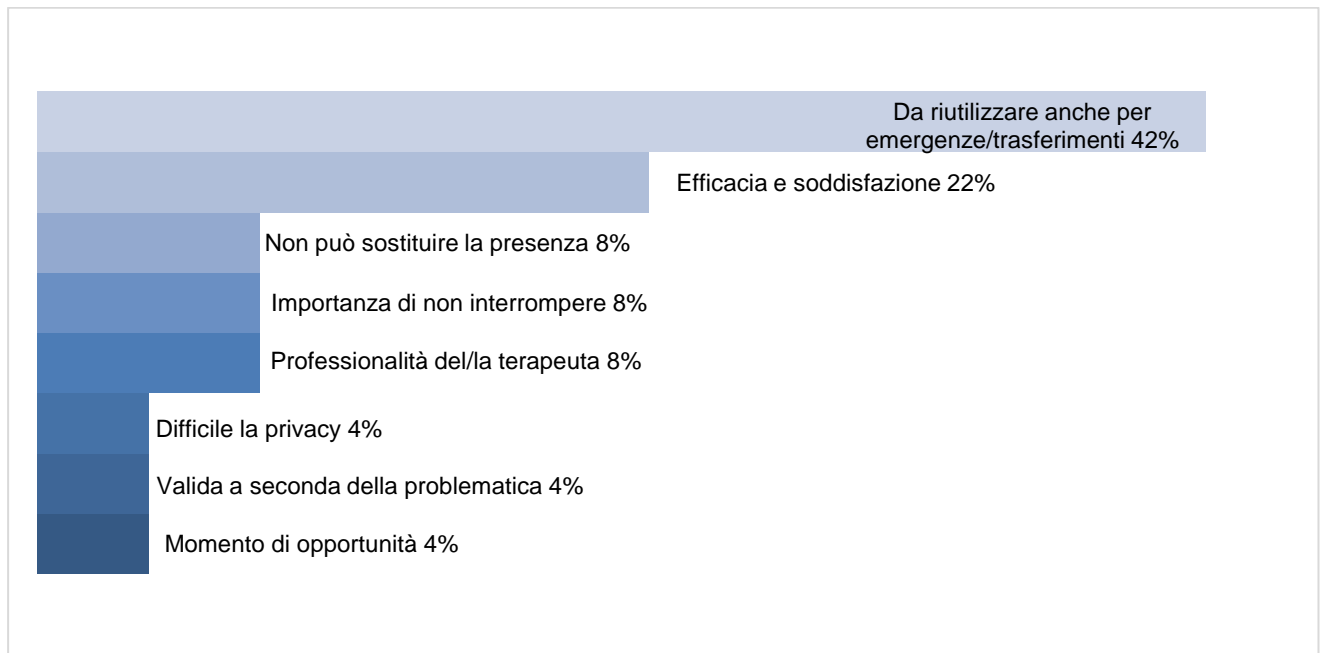 Da riutilizzare anche per
emergenze/trasferimenti 42%
Efficacia e soddisfazione 22%
Non può sostituire la presenza 8%
Importanza di non interrompere 8%
Professionalità del/la terapeuta 8%
Difficile la privacy 4%
Valida a seconda della problematica 4%
Momento di opportunità 4%